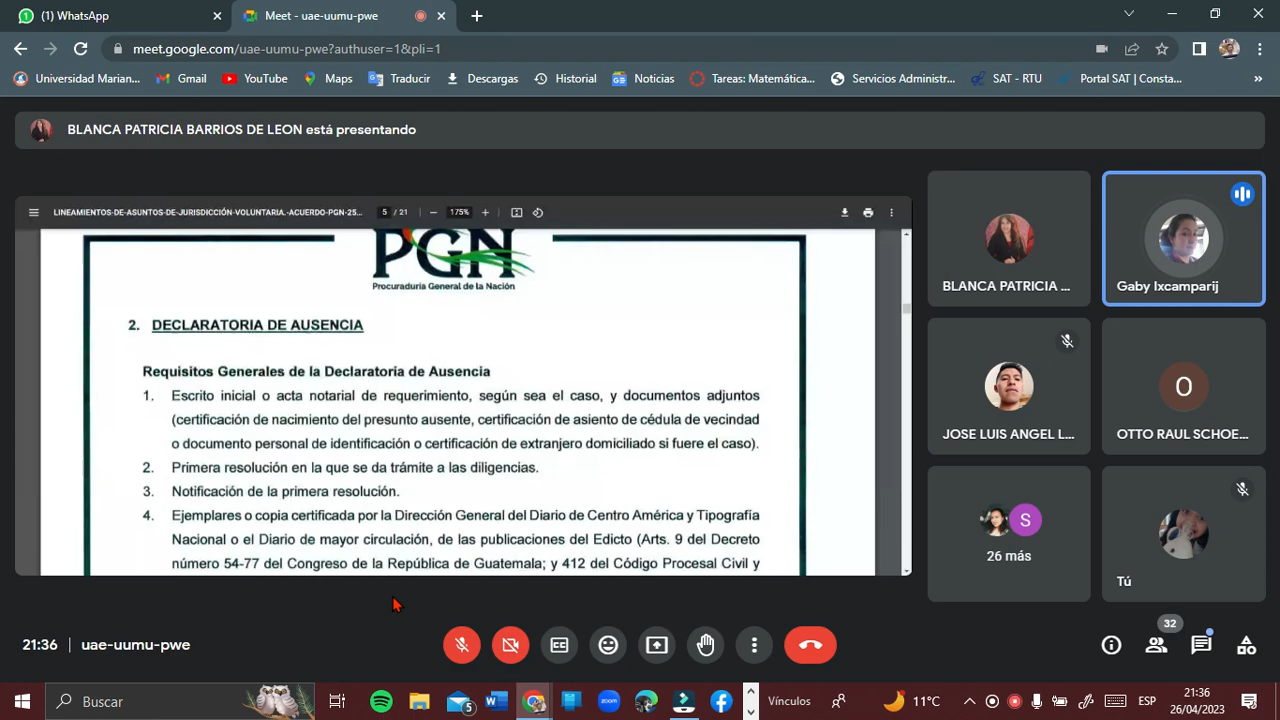 (1) WhatsApp
Meet - uae-uumu-pwe
meet.google.com/uae-uumu-pwe?authuser=1&pli=1
Universidad Marian...
Gmail
YouTube
Maps
Traducir
Descargas
Historial
Noticias
Tareas: Matemátic...
Servicios Administr...
SAT - RTU
Portal SAT | Consta...
»
BLANCA PATRICIA BARRIOS DE LEON está presentando
LINEAMIENTOS-DE-ASUNTOS-DE-JURISDICCIÓN-VOLUNTARIA.-ACUERDO-PGN-25...
5 / 21
175%
PGN
Procuraduría General de la Nación
2. DECLARATORIA DE AUSENCIA
Requisitos Generales de la Declaratoria de Ausencia
1. Escrito inicial o acta notarial de requerimiento, según sea el caso, y documentos adjuntos
(certificación de nacimiento del presunto ausente, certificación de asiento de cédula de vecindad
o documento personal de identificación o certificación de extranjero domiciliado si fuere el caso).
2. Primera resolución en la que se da trámite a las diligencias.
3. Notificación de la primera resolución.
4. Ejemplares o copia certificada por la Dirección General del Diario de Centro América y Tipografía
Nacional o el Diario de mayor circulación, de las publicaciones del Edicto (Arts. 9 del Decreto
número 54-77 del Congreso de la República de Guatemala; y 412 del Código Procesal Civil y
BLANCA PATRICIA ...
Gaby Ixcamparij
JOSE LUIS ANGEL L...
O
OTTO RAUL SCHOE...
S
26 más
Tú
21:36 | uae-uumu-pwe
32
Buscar
5
zoom
Vínculos
11°C
ESP
21:36
26/04/2023